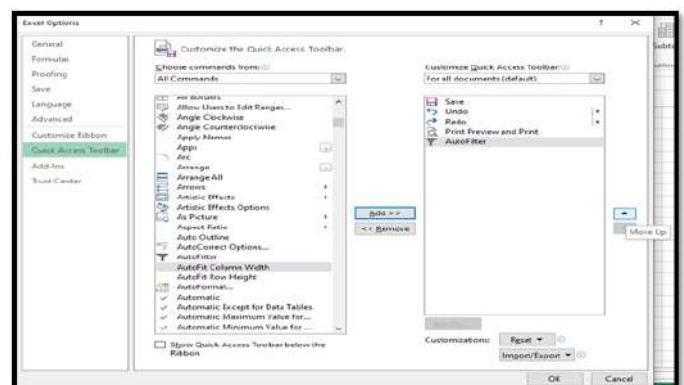 Excel Options
? ✕
General
Formulas
Proofing
Save
Language
Advanced
Customize Ribbon
Quick Access Toolbar
Add-Ins
Trust Center
Customize the Quick Access Toolbar.
Choose commands from:
All Commands
All Borders
Allow Users to Edit Ranges...
Angle Clockwise
Angle Counterclockwise
Apply Names
Apps
Arc
Arrange
Arrange All
Arrows
Artistic Effects
Artistic Effects Options
As Picture
Aspect Ratio
Auto Outline
AutoCorrect Options...
AutoFilter
AutoFit Column Width
AutoFit Row Height
AutoFormat...
Automatic
Automatic Except for Data Tables
Automatic Maximum Value for...
Automatic Minimum Value for ...
Show Quick Access Toolbar below the
Ribbon
Add >>
<< Remove
Customize Quick Access Toolbar:
For all documents (default)
Save
Undo
Redo
Print Preview and Print
AutoFilter
Move Up
Customizations:
Reset
Import/Export
OK
Cancel